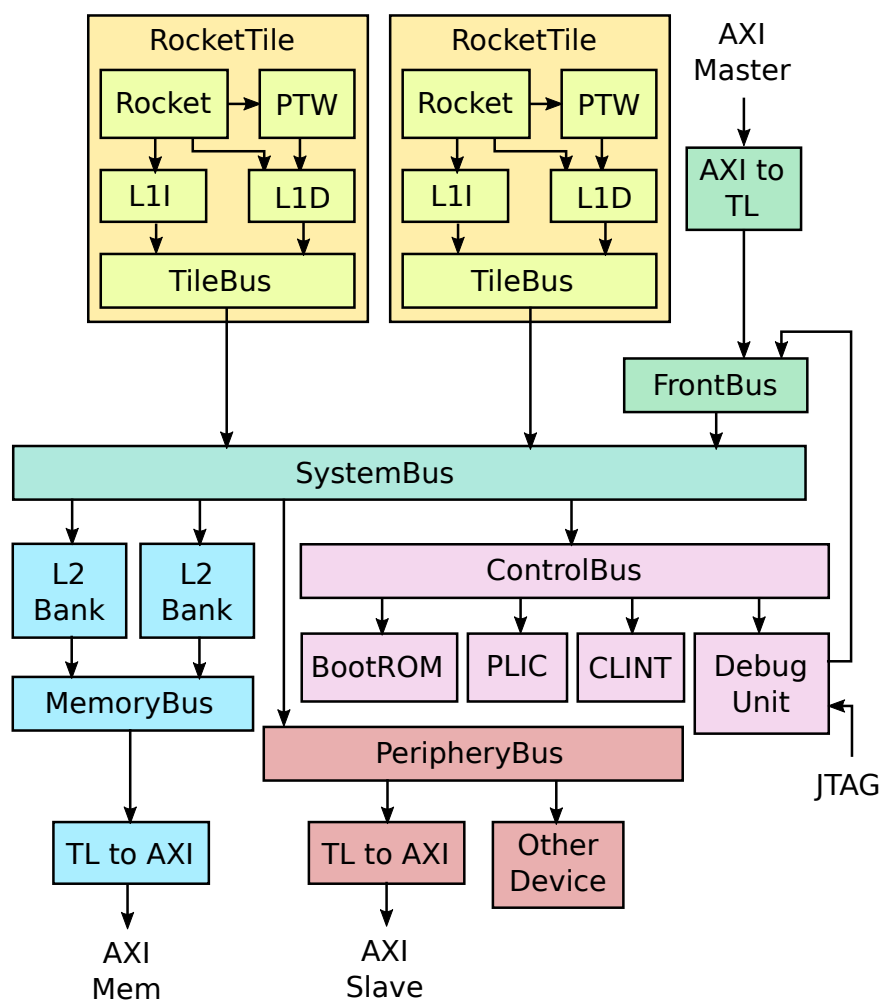 RocketTile
RocketTile
AXI
Master
Rocket
PTW
Rocket
PTW
L1I
L1D
L1I
L1D
AXI to
TL
TileBus
TileBus
FrontBus
SystemBus
L2
Bank
L2
Bank
ControlBus
BootROM
PLIC
CLINT
Debug
Unit
MemoryBus
PeripheryBus
JTAG
TL to AXI
TL to AXI
Other
Device
AXI
Mem
AXI
Slave